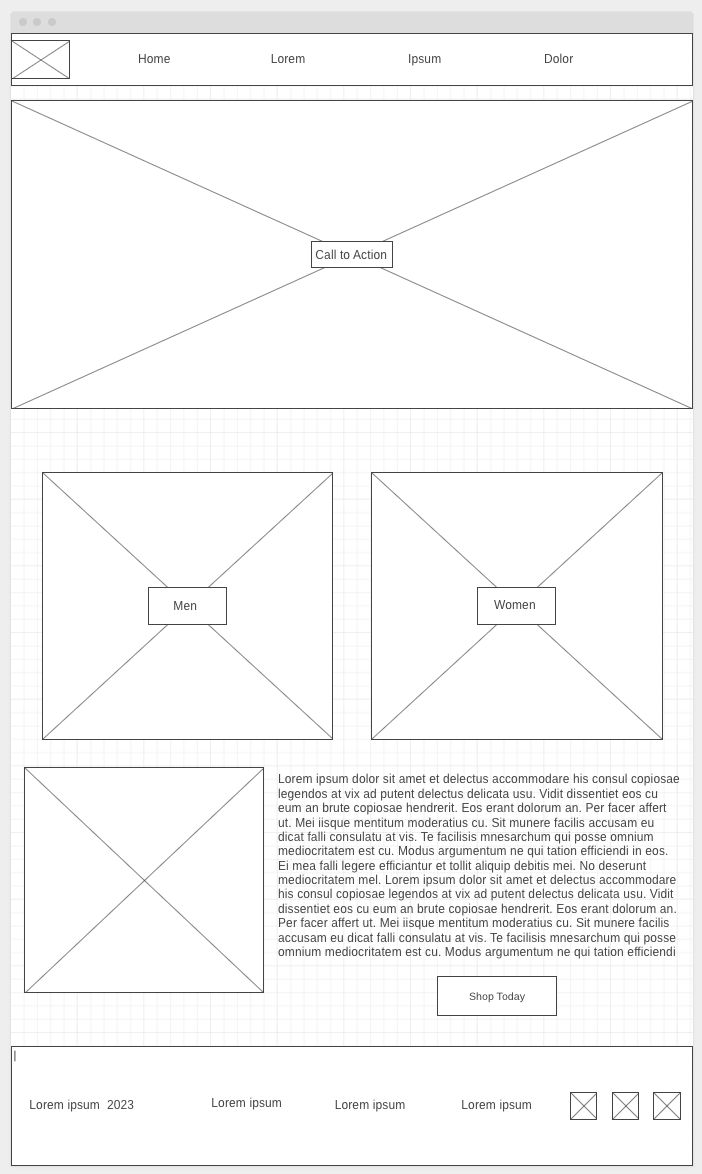 Home Lorem Ipsum Dolor
Call to Action
Men Women
Lorem ipsum dolor sit amet et delectus accommodare his consul copiosae
legendos at vix ad putent delectus delicata usu. Vidit dissentiet eos cu
eum an brute copiosae hendrerit. Eos erant dolorum an. Per facer affert
ut. Mei iisque mentitum moderatius cu. Sit munere facilis accusam eu
dicat falli consulatu at vis. Te facilisis mnesarchum qui posse omnium
mediocritatem est cu. Modus argumentum ne qui tation efficiendi in eos.
Ei mea falli legere efficiantur et tollit aliquip debitis mei. No deserunt
mediocritatem mel. Lorem ipsum dolor sit amet et delectus accommodare
his consul copiosae legendos at vix ad putent delectus delicata usu. Vidit
dissentiet eos cu eum an brute copiosae hendrerit. Eos erant dolorum an.
Per facer affert ut. Mei iisque mentitum moderatius cu. Sit munere facilis
accusam eu dicat falli consulatu at vis. Te facilisis mnesarchum qui posse
omnium mediocritatem est cu. Modus argumentum ne qui tation efficiendi
Shop Today
Lorem ipsum 2023 Lorem ipsum Lorem ipsum Lorem ipsum